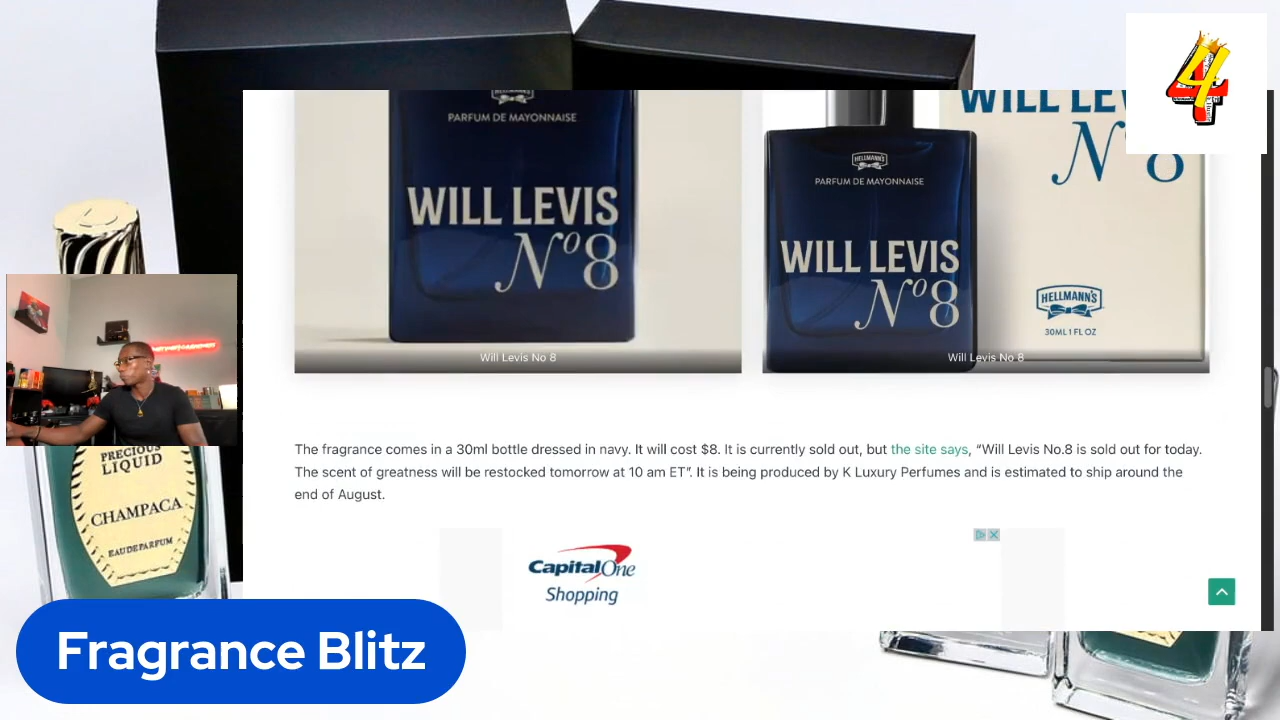 HELLMANN'S
PARFUM DE MAYONNAISE
WILL LEVIS
Nº8
Will Levis No 8
HELLMANN'S
PARFUM DE MAYONNAISE
WILL LEVIS
Nº8
WILL LEV
Nº8
HELLMANN'S
30ML 1 FL OZ
Will Levis No 8
4
The fragrance comes in a 30ml bottle dressed in navy. It will cost $8. It is currently sold out, but the site says, “Will Levis No.8 is sold out for today.
The scent of greatness will be restocked tomorrow at 10 am ET”. It is being produced by K Luxury Perfumes and is estimated to ship around the
end of August.
Capital One
Shopping
PRECIOUS
LIQUID
CHAMPACA
EAU DE PARFUM
Fragrance Blitz